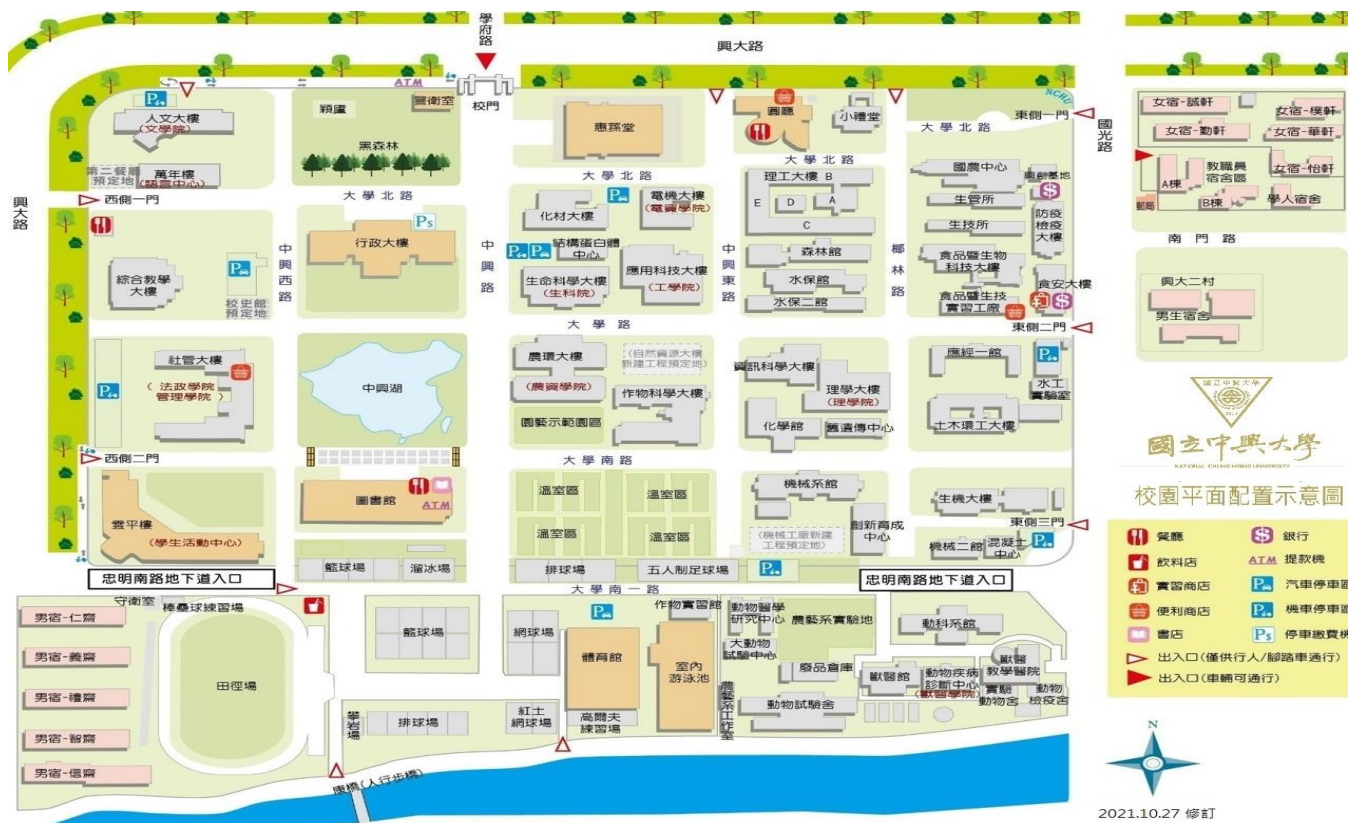 學府路
興大路
ATM
校門
警衛室
穎廬
黑森林
人文大樓
(文學院)
萬年樓
(語言中心)
第二餐廳
預定地
西側一門
興大路
大學北路
惠蓀堂
圓廳
小禮堂
大學北路
大學北路
大學北路
NCHU
東側一門
國光路
女宿-誠軒
女宿-樸軒
女宿-勤軒
女宿-華軒
女宿-怡軒
教職員
宿舍區
A棟
B棟
學人宿舍
郵局
南門路
興大二村
男生宿舍
綜合教學
大樓
校史館
預定地
中興西路
行政大樓
Ps
中興路
化材大樓
電機大樓
(電資學院)
結構蛋白體
中心
生命科學大樓
(生科院)
應用科技大樓
(工學院)
中興東路
理工大樓 B
E
D
A
C
森林館
水保館
水保二館
椰林路
國農中心
生管所
生技所
防疫
檢疫
大樓
食品暨生物
科技大樓
食安大樓
食品暨生技
實習工廠
東側二門
大學路
社管大樓
(法政學院
管理學院)
中興湖
農環大樓
(農資學院)
(自然資源大樓
新建工程預定地)
園藝示範園區
作物科學大樓
資訊科學大樓
理學大樓
(理學院)
化學館
舊遺傳中心
應經一館
水工
實驗室
土木環工大樓
西側二門
大學南路
國立中興大學
國立中興大學
NATIONAL CHUNG HSING UNIVERSITY
校園平面配置示意圖
雲平樓
(學生活動中心)
圖書館
ATM
溫室區
溫室區
溫室區
溫室區
機械系館
(機械工廠新建
工程預定地)
創新育成
中心
生機大樓
機械二館
混凝土
中心
東側三門
籃球場
溜冰場
排球場
五人制足球場
忠明南路地下道入口
忠明南路地下道入口
大學南一路
守衛室
棒壘球練習場
男宿-仁齋
男宿-義齋
男宿-禮齋
男宿-智齋
男宿-信齋
田徑場
籃球場
網球場
攀岩場
排球場
紅土
網球場
體育館
高爾夫
練習場
作物實習館
室內
游泳池
動物醫學
研究中心
大動物
試驗中心
農藝系實驗地
廢品倉庫
農藝系工作室
動物試驗舍
動科系館
獸醫館
動物疾病
診斷中心
(獸醫學院)
獸醫
教學醫院
實驗
動物舍
動物
檢疫舍
康橋(人行步橋)
餐廳
飲料店
實習商店
便利商店
書店
銀行
ATM 提款機
汽車停車區
機車停車區
Ps 停車繳費機
出入口(僅供行人/腳踏車通行)
出入口(車輛可通行)
N
2021.10.27 修訂